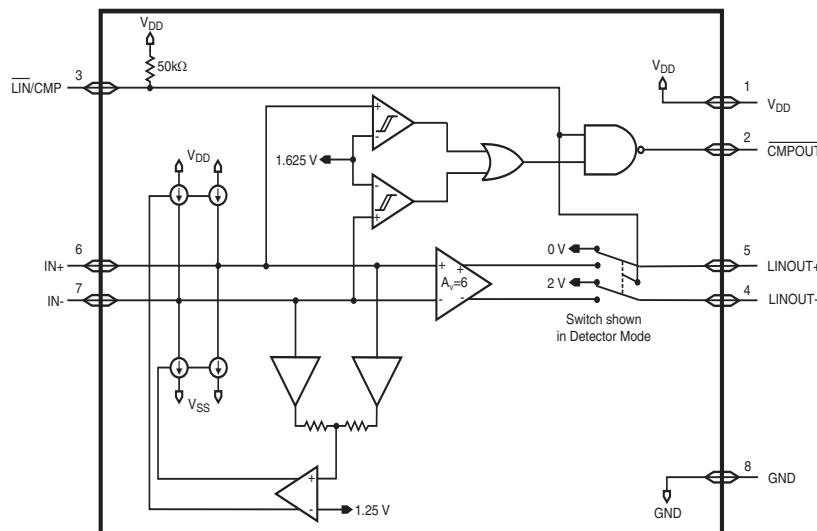 VDD
50kΩ
3
LIN/CMP
VDD
1
VDD
2
CMPOUT
VDD
+
-
1.625 V
-
+
6
IN+
7
IN-
+
+
Av=6
-
-
0 V
2 V
5
LINOUT+
4
LINOUT-
Switch shown
in Detector Mode
VSS
+
-
1.25 V
8
GND
GND